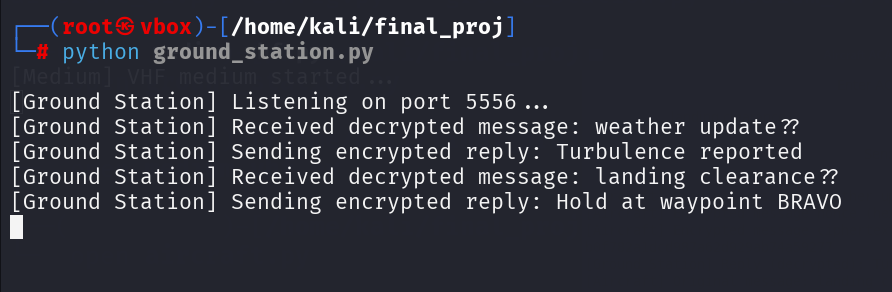 ┌──(root㉿vbox)-[/home/kali/final_proj]
└─# python ground_station.py
[Medium] VHF medium started...
[Ground Station] Listening on port 5556...
[Ground Station] Received decrypted message: weather update??
[Ground Station] Sending encrypted reply: Turbulence reported
[Ground Station] Received decrypted message: landing clearance??
[Ground Station] Sending encrypted reply: Hold at waypoint BRAVO